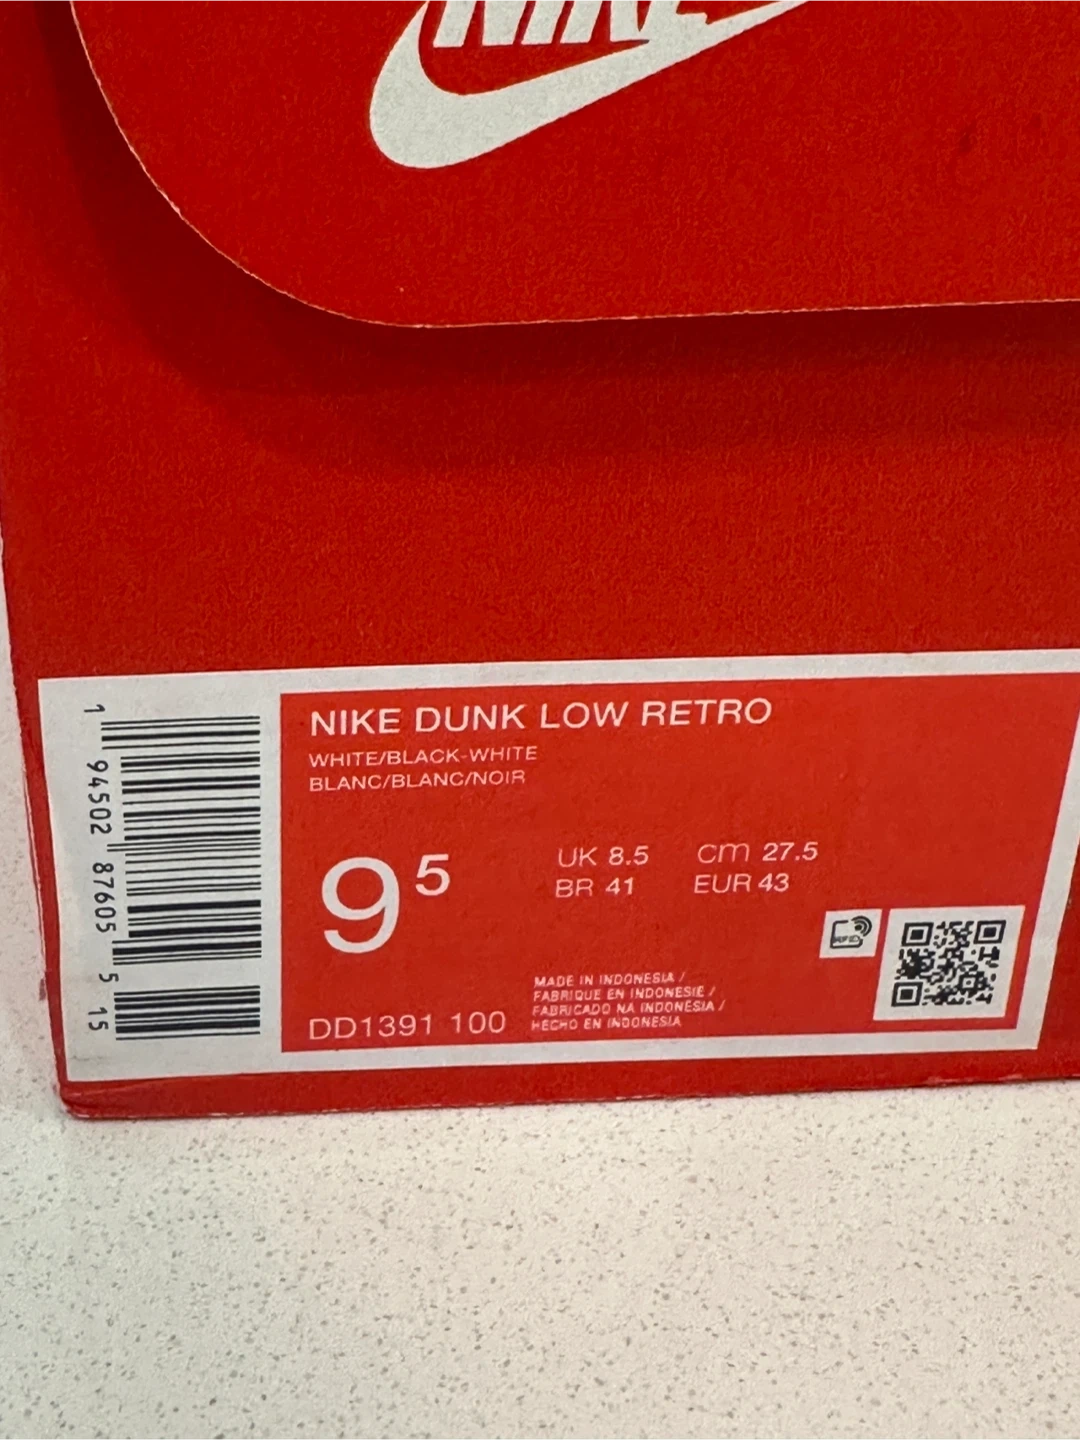 NIKE
NIKE DUNK LOW RETRO
WHITE/BLACK-WHITE
BLANC/BLANC/NOIR
9 5
UK 8.5 cm 27.5
BR 41 EUR 43
RFID
MADE IN INDONESIA /
FABRIQUE EN INDONESIE /
FABRICADO NA INDONESIA /
HECHO EN INDONESIA
DD1391 100
1 94502 87605 5 15